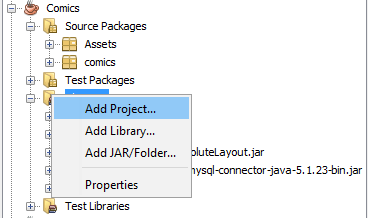 Comics
Source Packages
Assets
comics
Test Packages
Add Project...
Add Library...
Add JAR/Folder...
oluteLayout.jar
mysql-connector-java-5.1.23-bin.jar
Properties
Test Libraries